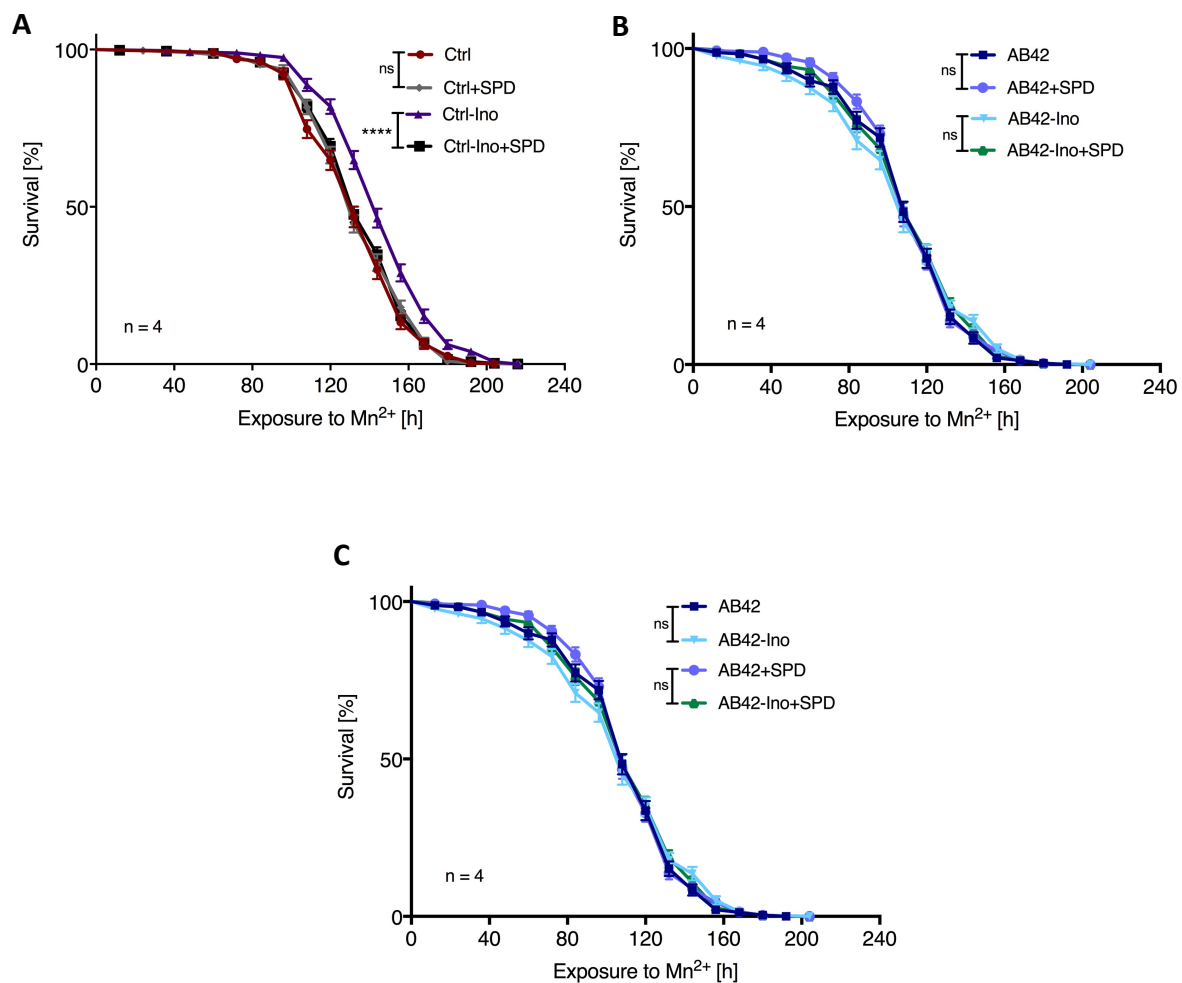 A
Survival [%]
100
50
0
0 40 80 120 160 200 240
Exposure to Mn²⁺ [h]
n = 4
ns
Ctrl
Ctrl+SPD
****
Ctrl-Ino
Ctrl-Ino+SPD
B
Survival [%]
100
50
0
0 40 80 120 160 200 240
Exposure to Mn²⁺ [h]
n = 4
ns
AB42
AB42+SPD
ns
AB42-Ino
AB42-Ino+SPD
C
Survival [%]
100
50
0
0 40 80 120 160 200 240
Exposure to Mn²⁺ [h]
n = 4
ns
AB42
AB42-Ino
ns
AB42+SPD
AB42-Ino+SPD